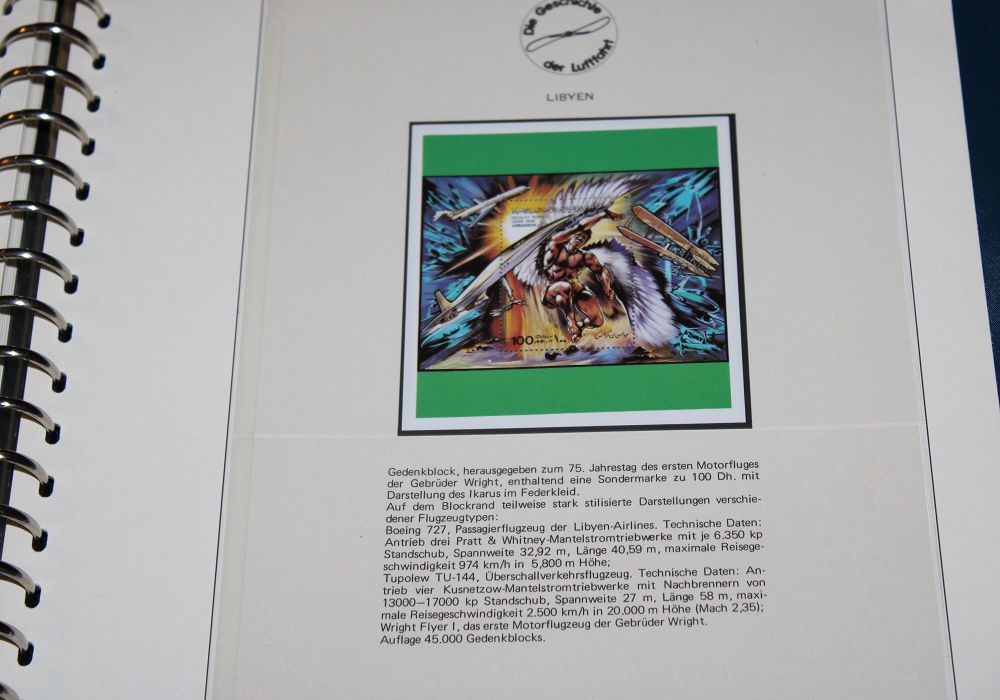 Die Geschichte
der Luftfahrt
LIBYEN
100
Gedenkblock, herausgegeben zum 75. Jahrestag des ersten Motorfluges
der Gebrüder Wright, enthaltend eine Sondermarke zu 100 Dh. mit
Darstellung des Ikarus im Federkleid.
Auf dem Blockrand teilweise stark stilisierte Darstellungen verschie-
dener Flugzeugtypen:
Boeing 727, Passagierflugzeug der Libyen-Airlines. Technische Daten:
Antrieb drei Pratt & Whitney-Mantelstromtriebwerke mit je 6.350 kp
Standschub, Spannweite 32,92 m, Länge 40,59 m, maximale Reisege-
schwindigkeit 974 km/h in 5,800 m Höhe;
Tupolew TU-144, Überschallverkehrsflugzeug. Technische Daten: An-
trieb vier Kusnetzow-Mantelstromtriebwerke mit Nachbrennern von
13000—17000 kp Standschub, Spannweite 27 m, Länge 58 m, maxi-
male Reisegeschwindigkeit 2.500 km/h in 20.000 m Höhe (Mach 2,35);
Wright Flyer I, das erste Motorflugzeug der Gebrüder Wright.
Auflage 45.000 Gedenkblocks.